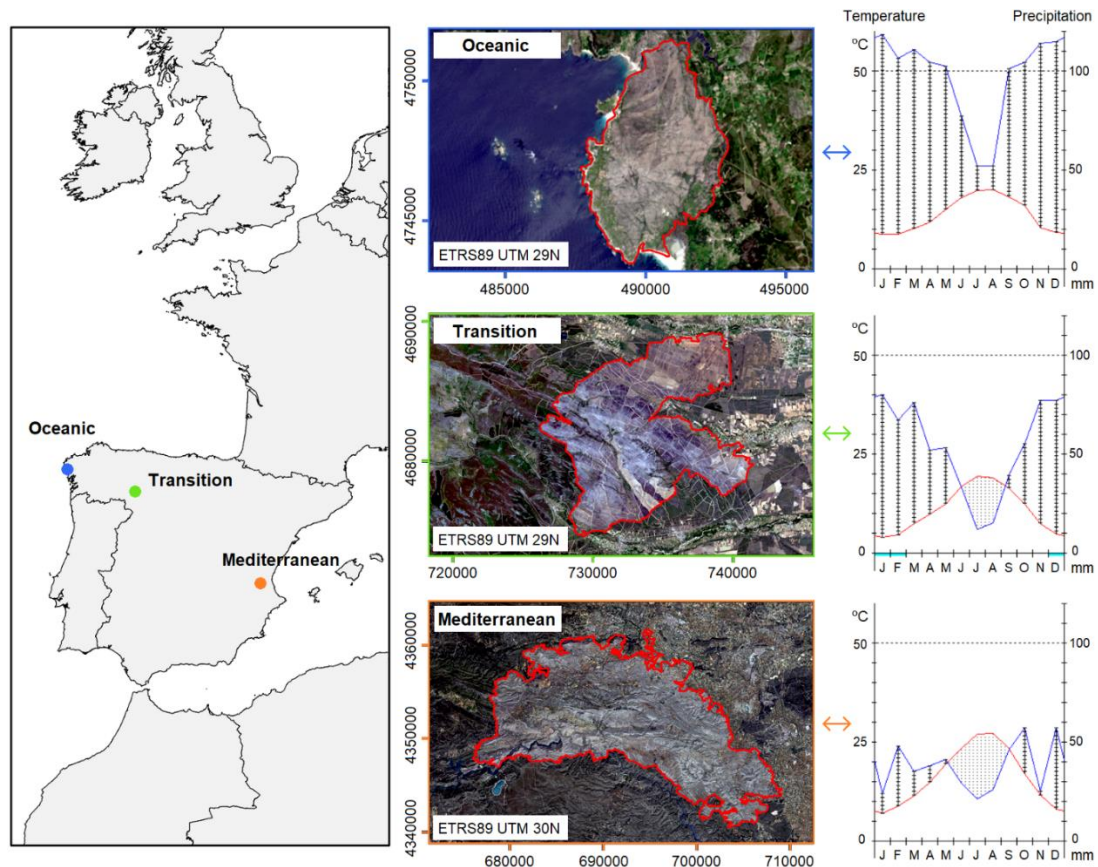 Oceanic
Transition
Mediterranean
Oceanic
ETRS89 UTM 29N
4750000
4745000
485000
490000
495000
Transition
ETRS89 UTM 29N
4690000
4680000
720000
730000
740000
Mediterranean
ETRS89 UTM 30N
4360000
4350000
4340000
680000
690000
700000
710000
Temperature
Precipitation
ºC
50
25
0
100
50
0
J F M A M J J A S O N D
mm
ºC
50
25
0
100
50
0
J F M A M J J A S O N D
mm
ºC
50
25
0
100
50
0
J F M A M J J A S O N D
mm